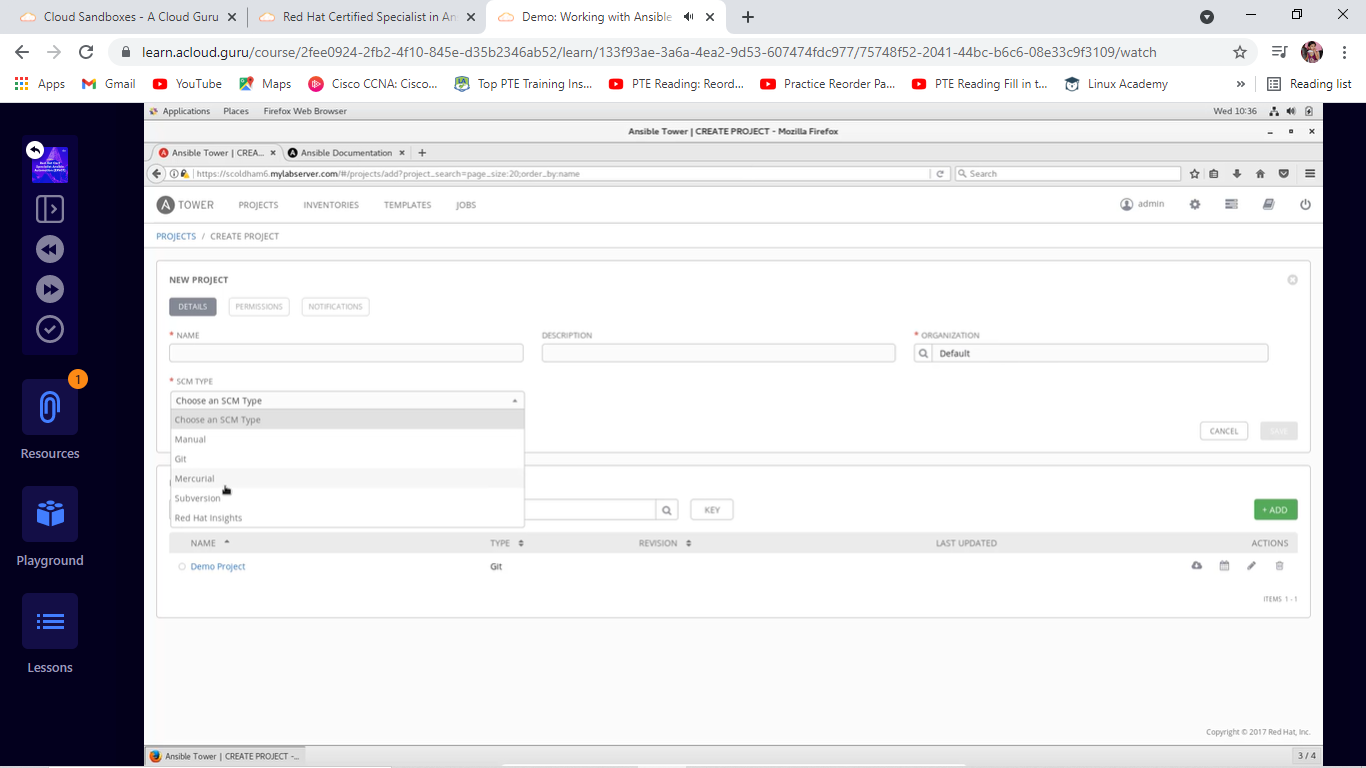 Cloud Sandboxes - A Cloud Guru
Red Hat Certified Specialist in An
Demo: Working with Ansible
learn.acloud.guru/course/2fee0924-2fb2-4f10-845e-d35b2346ab52/learn/133f93ae-3a6a-4ea2-9d53-607474fdc977/75748f52-2041-44bc-b6c6-08e33c9f3109/watch
Apps Gmail YouTube Maps Cisco CCNA: Cisco... Top PTE Training Ins... PTE Reading: Reord... Practice Reorder Pa... PTE Reading Fill in t... Linux Academy » Reading list
Applications Places Firefox Web Browser Wed 10:36
Ansible Tower | CREATE PROJECT - Mozilla Firefox
Ansible Tower | CREA... Ansible Documentation
https://scoldham6.mylabserver.com/#/projects/add?project_search=page_size:20;order_by:name Search
A TOWER PROJECTS INVENTORIES TEMPLATES JOBS admin
PROJECTS / CREATE PROJECT
NEW PROJECT
DETAILS PERMISSIONS NOTIFICATIONS
* NAME DESCRIPTION * ORGANIZATION
Default
* SCM TYPE
Choose an SCM Type
Choose an SCM Type
Manual
Git
Mercurial
Subversion
Red Hat Insights
CANCEL SAVE
KEY + ADD
NAME TYPE REVISION LAST UPDATED ACTIONS
Demo Project Git
ITEMS 1 - 1
Copyright © 2017 Red Hat, Inc.
Ansible Tower | CREATE PROJECT -... 3 / 4
1
Resources
Playground
Lessons